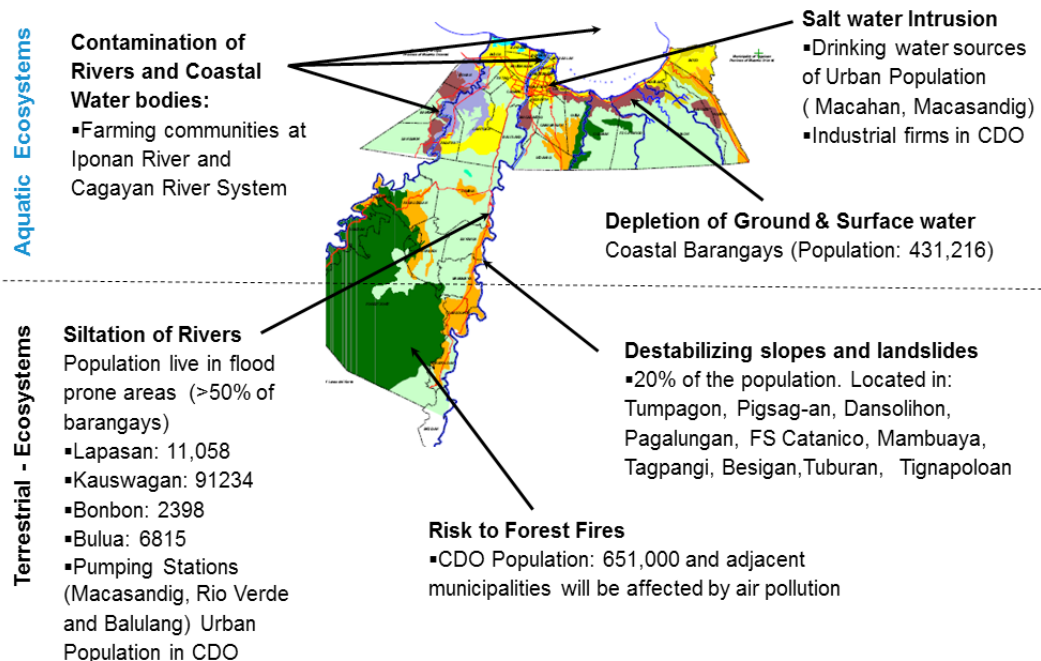 Aquatic Ecosystems
Contamination of
Rivers and Coastal
Water bodies:
▪Farming communities at
Iponan River and
Cagayan River System
Salt water Intrusion
▪Drinking water sources
of Urban Population
( Macahan, Macasandig)
▪Industrial firms in CDO
Depletion of Ground & Surface water
Coastal Barangays (Population: 431,216)
Terrestrial - Ecosystems
Siltation of Rivers
Population live in flood
prone areas (>50% of
barangays)
▪Lapasan: 11,058
▪Kauswagan: 91234
▪Bonbon: 2398
▪Bulua: 6815
▪Pumping Stations
(Macasandig, Rio Verde
and Balulang) Urban
Population in CDO
Destabilizing slopes and landslides
▪20% of the population. Located in:
Tumpagon, Pigsag-an, Dansolihon,
Pagalungan, FS Catanico, Mambuaya,
Tagpangi, Besigan,Tuburan, Tignapoloan
Risk to Forest Fires
▪CDO Population: 651,000 and adjacent
municipalities will be affected by air pollution